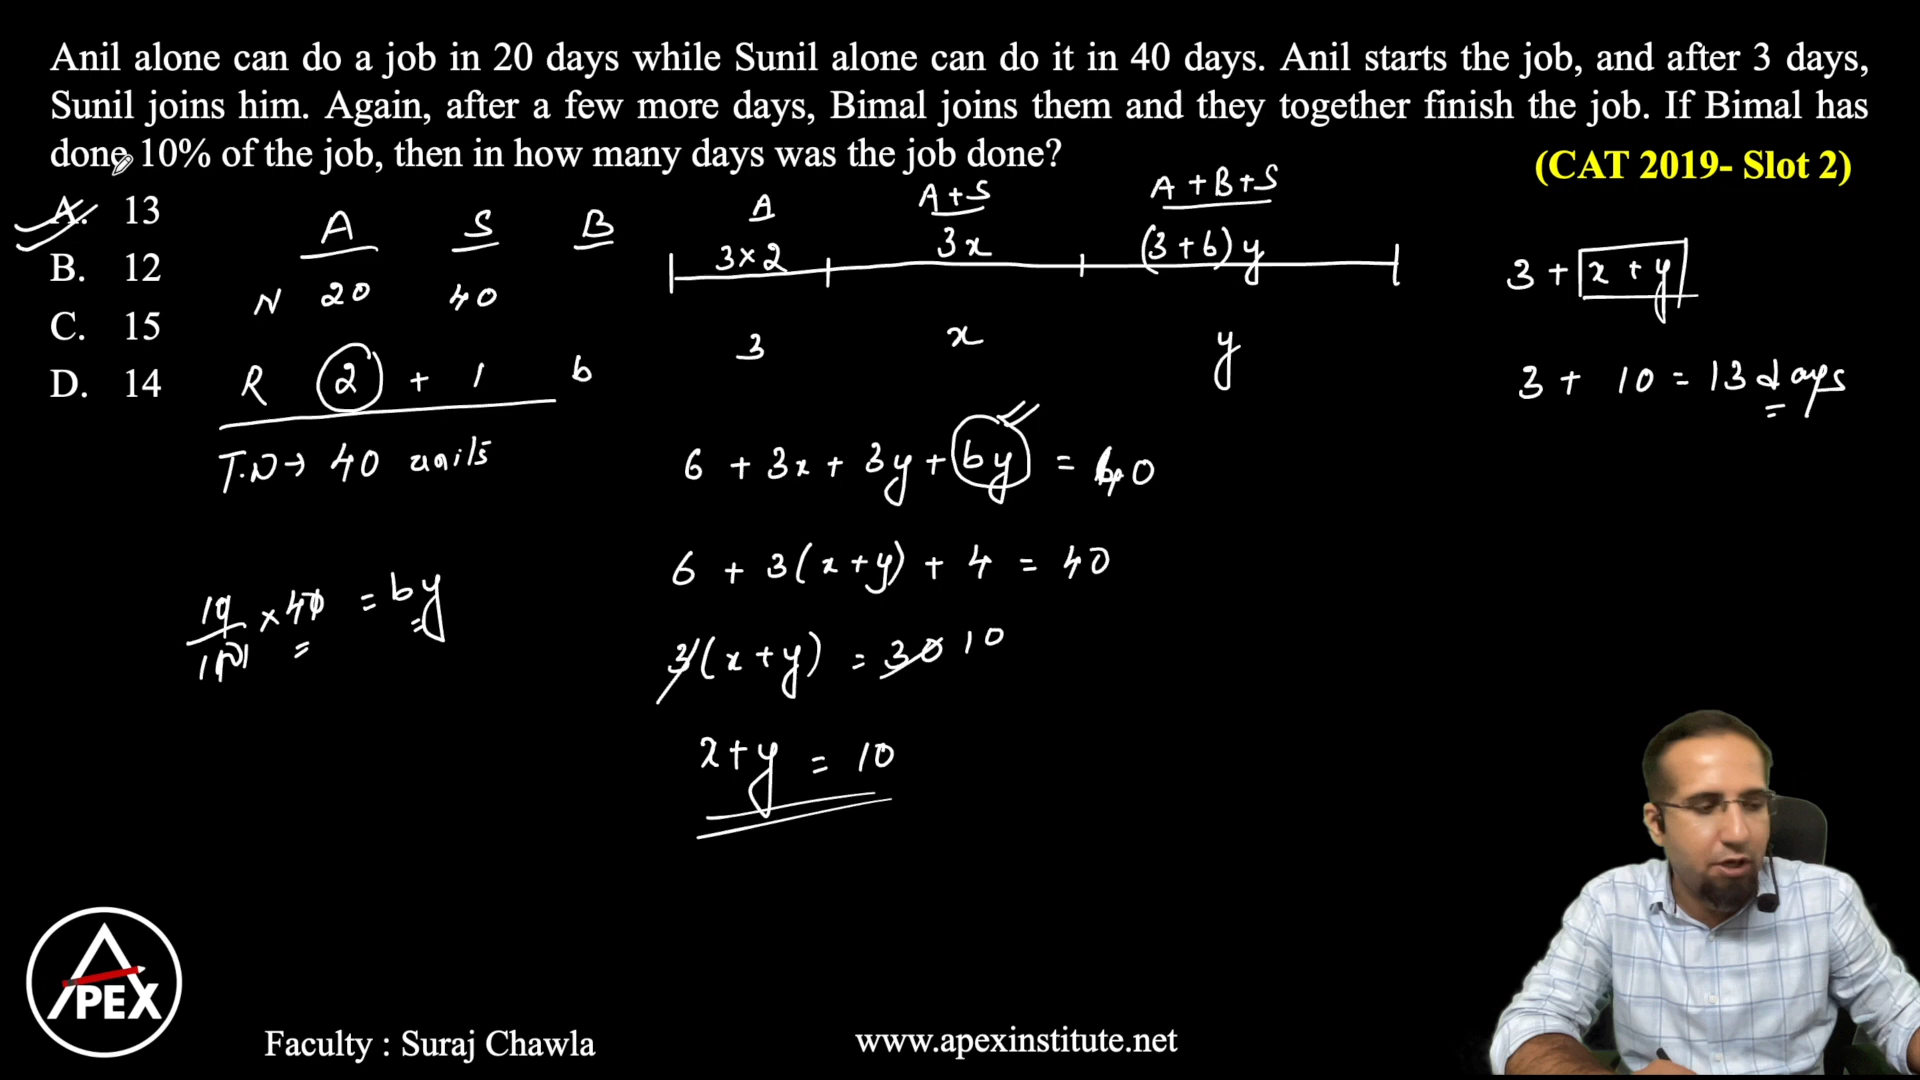 Anil alone can do a job in 20 days while Sunil alone can do it in 40 days. Anil starts the job, and after 3 days,
Sunil joins him. Again, after a few more days, Bimal joins them and they together finish the job. If Bimal has
done 10% of the job, then in how many days was the job done?
(CAT 2019- Slot 2)
A. 13
B. 12
C. 15
D. 14
A S B
N 20 40
R 2 + 1 b
T.W→ 40 units
10/100 × 40 = by
A A+S A+B+S
3×2 3x (3+b)y
3 x y
6 + 3x + 3y + by = 40
6 + 3(x+y) + 4 = 40
3(x+y) = 30 10
x+y = 10
3 + x + y
3 + 10 = 13 days
APEX
Faculty : Suraj Chawla
www.apexinstitute.net